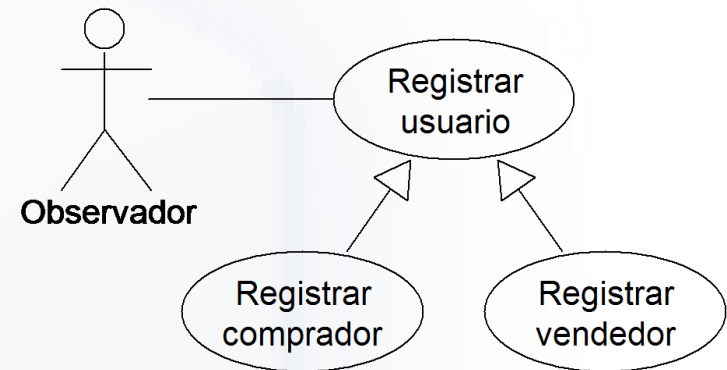 Registrar
usuario
Observador
Registrar
comprador
Registrar
vendedor